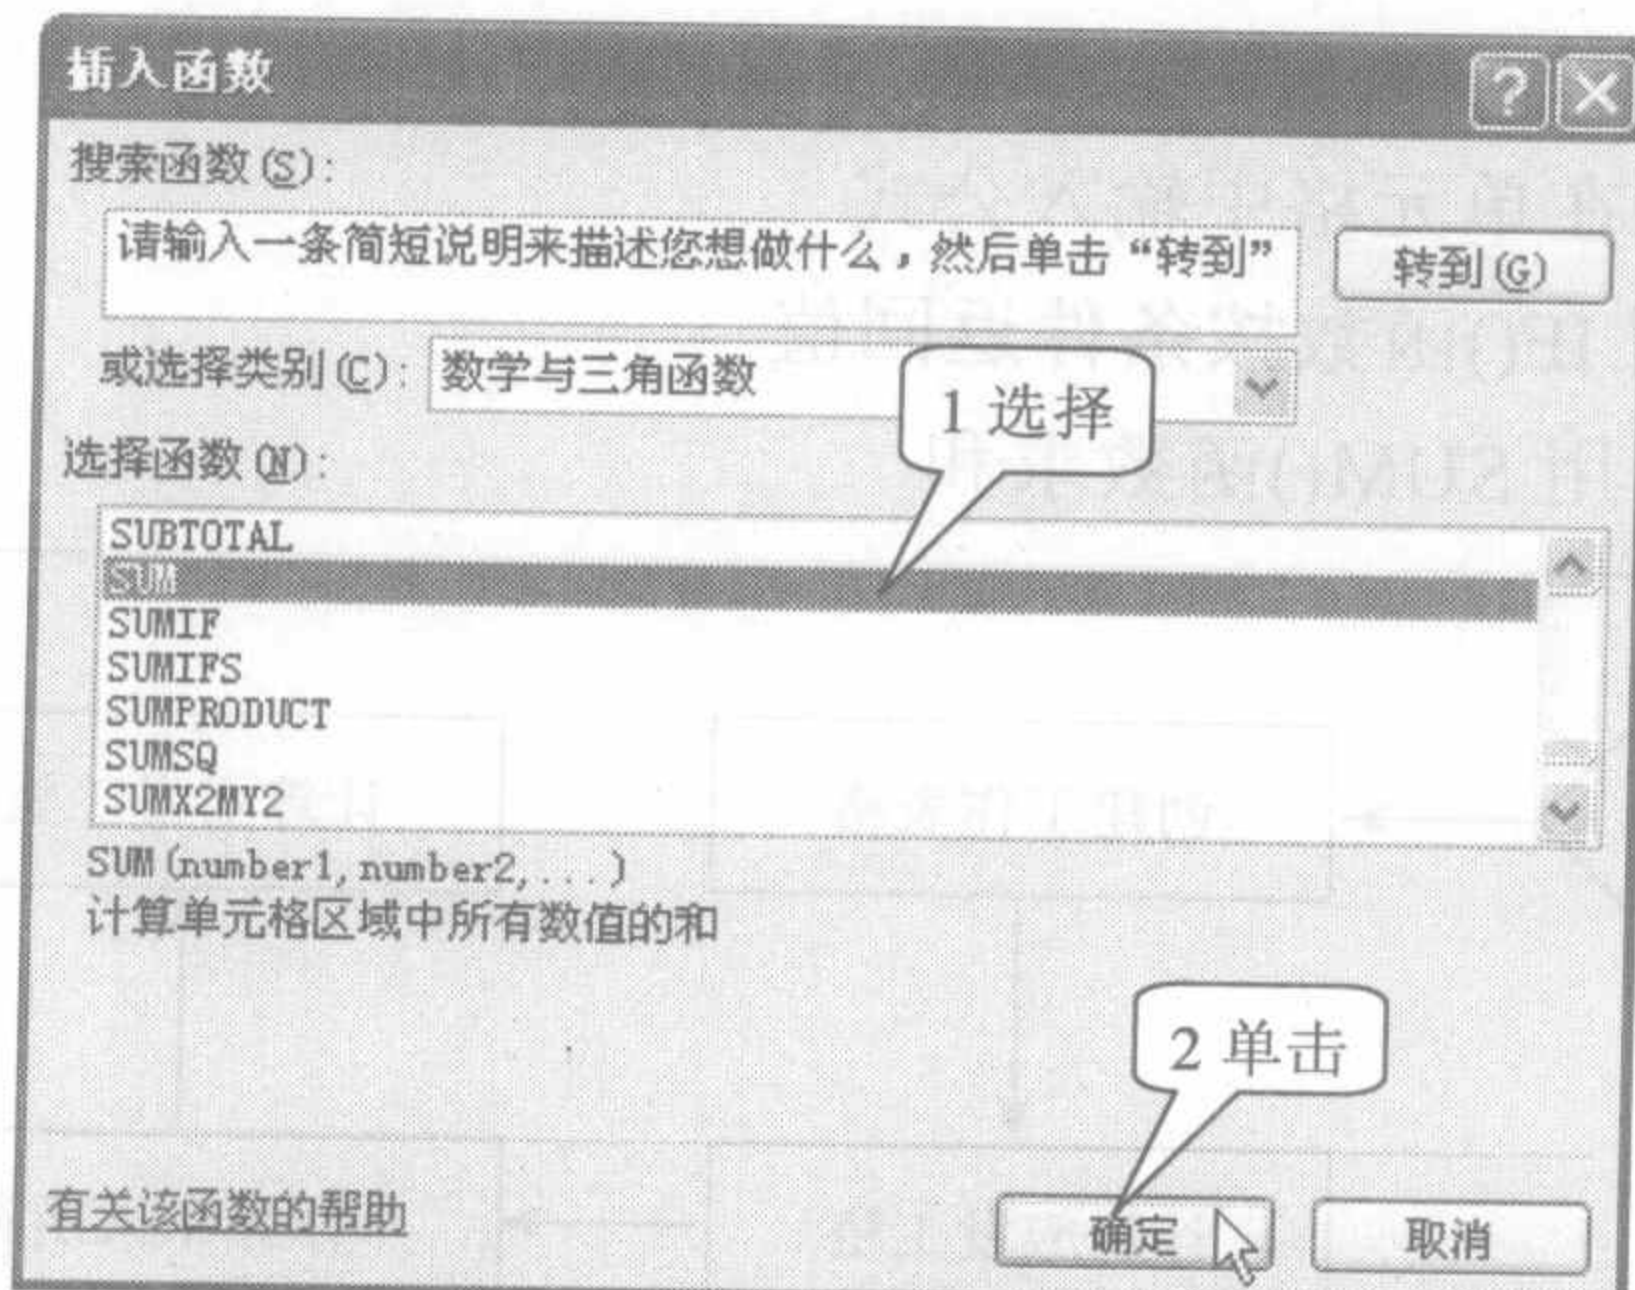 插入函数
搜索函数(S):
请输入一条简短说明来描述您想做什么，然后单击“转到”
转到(G)
或选择类别(C): 数学与三角函数
1 选择
选择函数(N):
SUBTOTAL
SUM
SUMIF
SUMIFS
SUMPRODUCT
SUMSQ
SUMX2MY2
SUM(number1,number2,...)
计算单元格区域中所有数值的和
2 单击
有关该函数的帮助
确定
取消